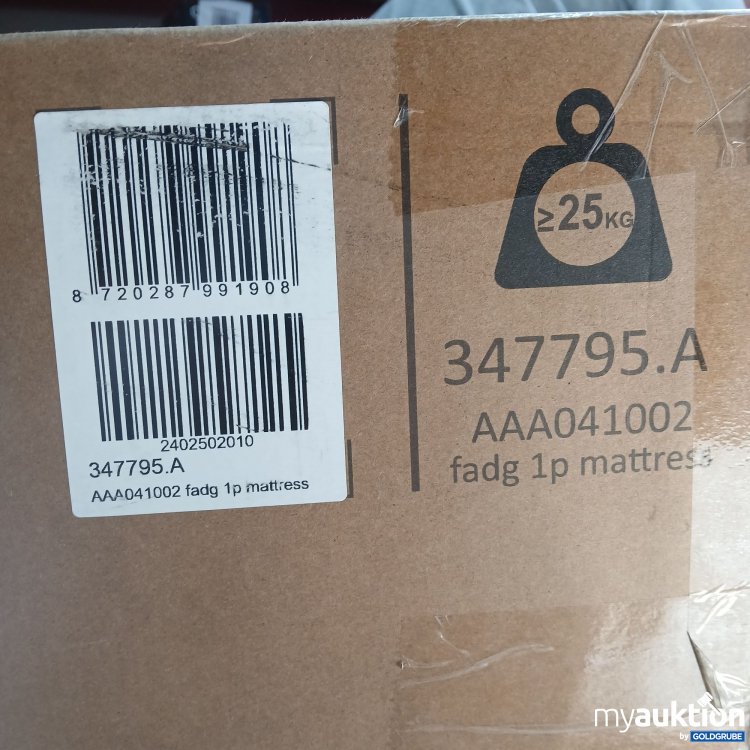 8 720287 991908
2402502010
347795.A
AAA041002 fadg 1p mattress
≥25KG
347795.A
AAA041002
fadg 1p mattress
myauktion
by GOLDGRUBE